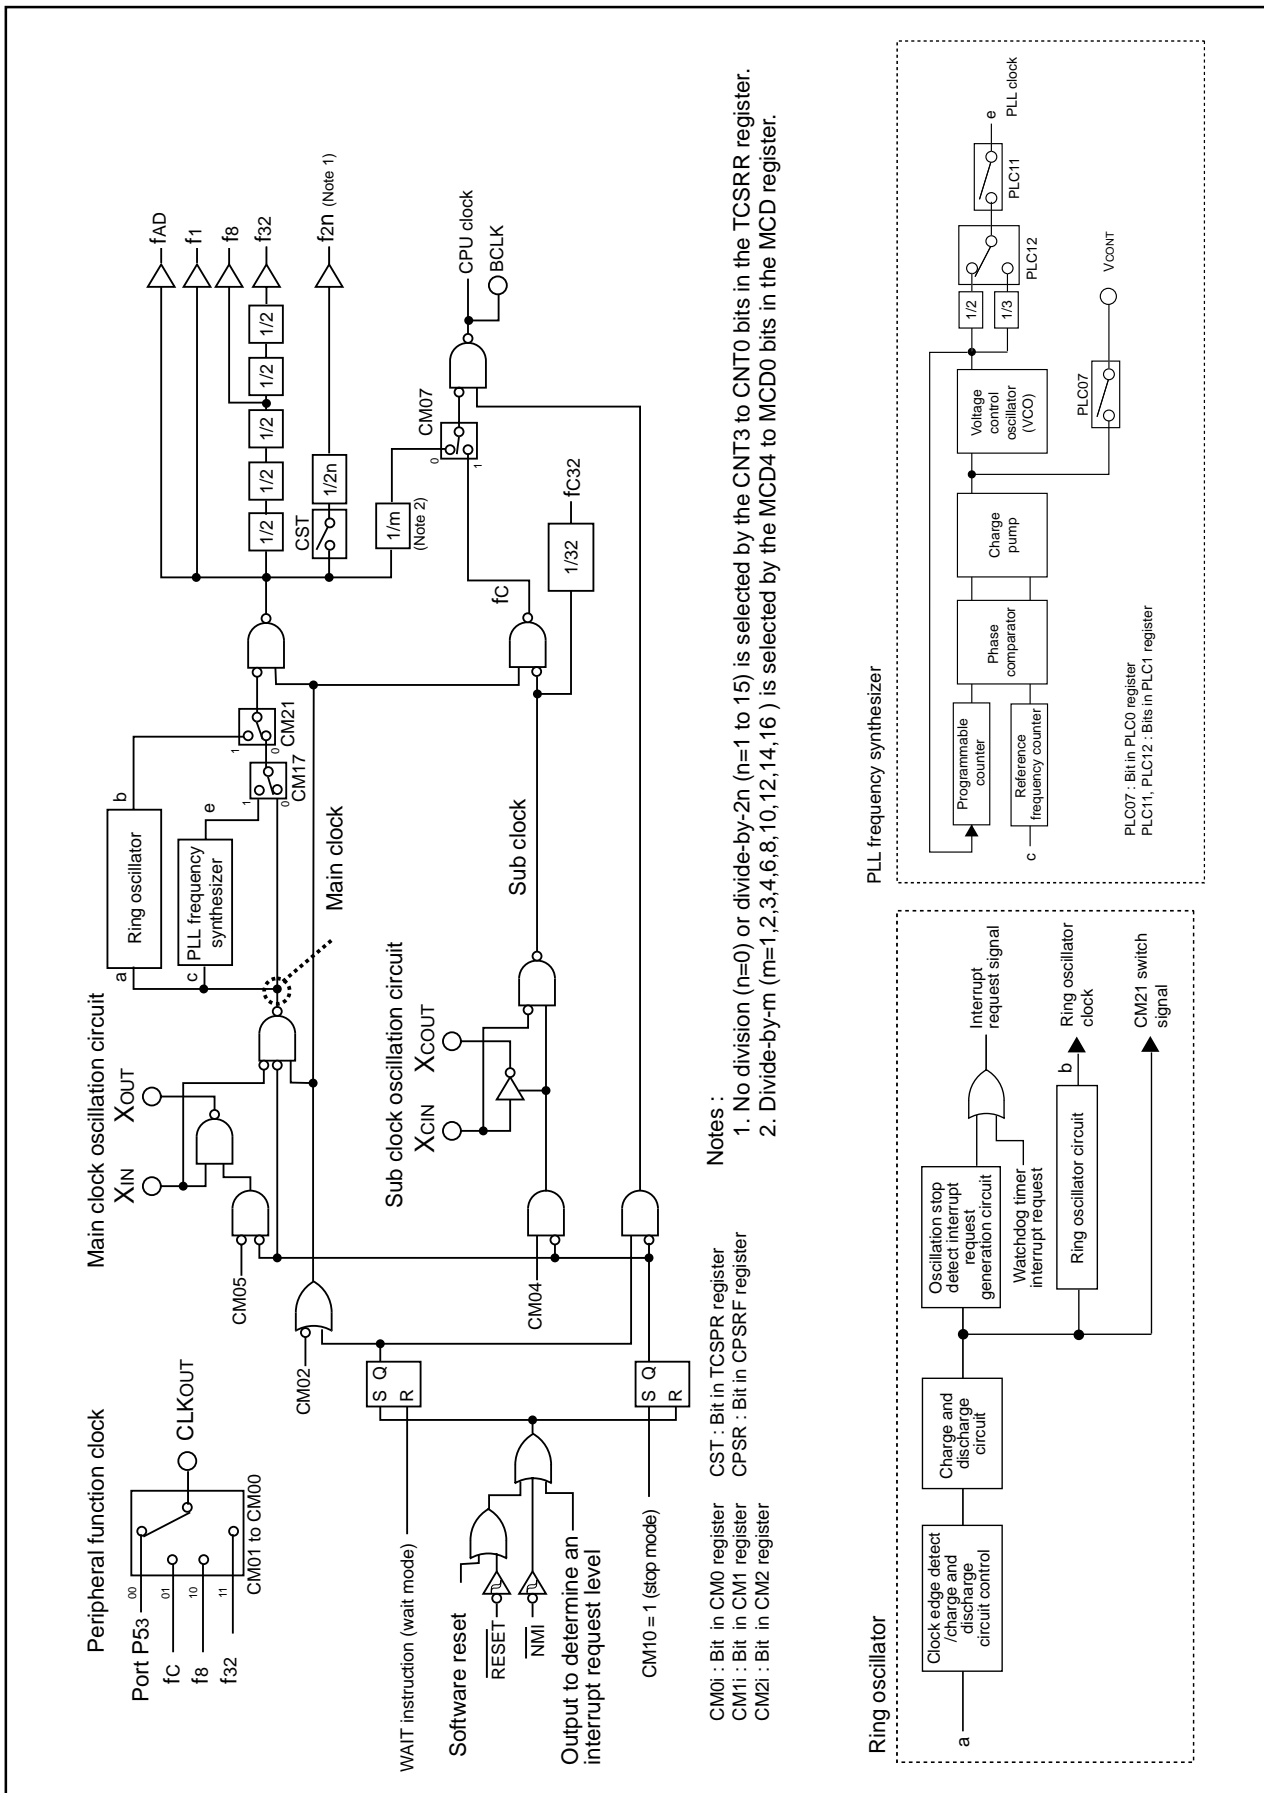 Peripheral function clock
Port P53
fC
f8
f32
00
01
10
11
CM01 to CM00
CLKOUT
Main clock oscillation circuit
XIN
XOUT
CM05
CM02
a
Ring oscillator
b
c
PLL frequency synthesizer
e
1
0
CM17
1
0
CM21
Main clock
1/2
1/2
1/2
1/2
1/2
fAD
f1
f8
f32
CST
1/2n
f2n (Note 1)
1/m
(Note 2)
0
1
CM07
CPU clock
BCLK
Sub clock oscillation circuit
XCIN
XCOUT
CM04
Sub clock
fC
1/32
fC32
WAIT instruction (wait mode)
S Q
R
Software reset
RESET
NMI
Output to determine an
interrupt request level
CM10 = 1 (stop mode)
S Q
R
CM0i : Bit in CM0 register
CM1i : Bit in CM1 register
CM2i : Bit in CM2 register
CST : Bit in TCSPR register
CPSR : Bit in CPSRF register
Notes :
1. No division (n=0) or divide-by-2n (n=1 to 15) is selected by the CNT3 to CNT0 bits in the TCSRR register.
2. Divide-by-m (m=1,2,3,4,6,8,10,12,14,16 ) is selected by the MCD4 to MCD0 bits in the MCD register.
Ring oscillator
a
Clock edge detect
/charge and
discharge
circuit control
Charge and
discharge
circuit
Oscillation stop
detect interrupt
request
generation circuit
Watchdog timer
interrupt request
Interrupt
request signal
Ring oscillator circuit
b
Ring oscillator
clock
CM21 switch
signal
PLL frequency synthesizer
Programmable
counter
c
Reference
frequency counter
Phase
comparator
Charge
pump
Voltage
control
oscillator
(VCO)
1/2
1/3
PLC12
PLC11
e
PLL clock
PLC07
VCONT
PLC07 : Bit in PLC0 register
PLC11, PLC12 : Bits in PLC1 register